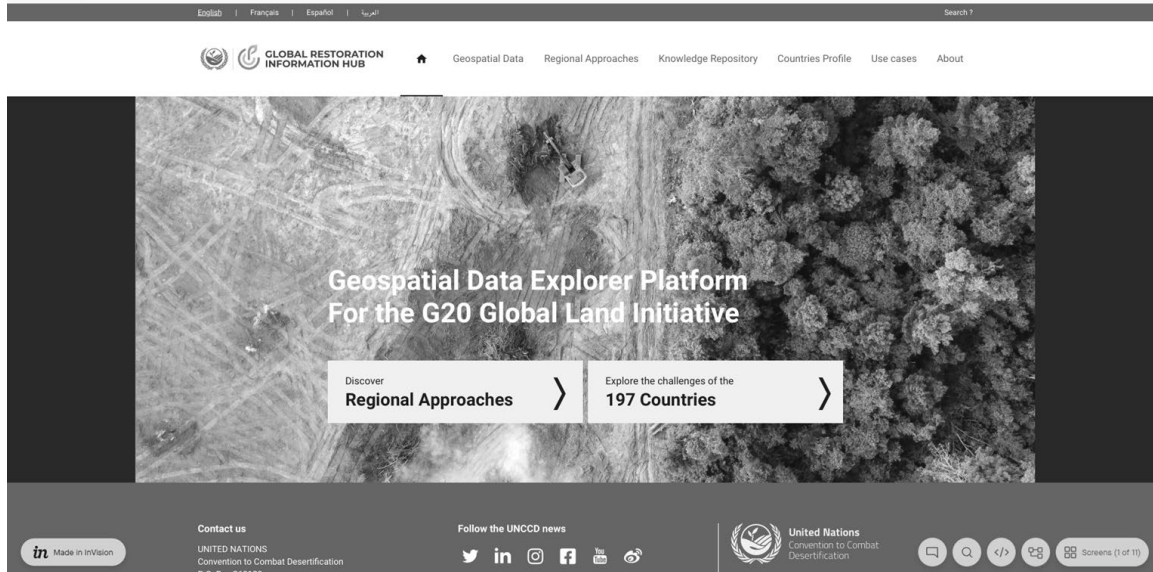 English | Français | Español | العربية
Search ?
GLOBAL RESTORATION
INFORMATION HUB
Geospatial Data
Regional Approaches
Knowledge Repository
Countries Profile
Use cases
About
Geospatial Data Explorer Platform
For the G20 Global Land Initiative
Discover
Regional Approaches
Explore the challenges of the
197 Countries
Contact us
UNITED NATIONS
Convention to Combat Desertification
Follow the UNCCD news
in
You
Tube
United Nations
Convention to Combat
Desertification
in Made in InVision
Screens (1 of 11)